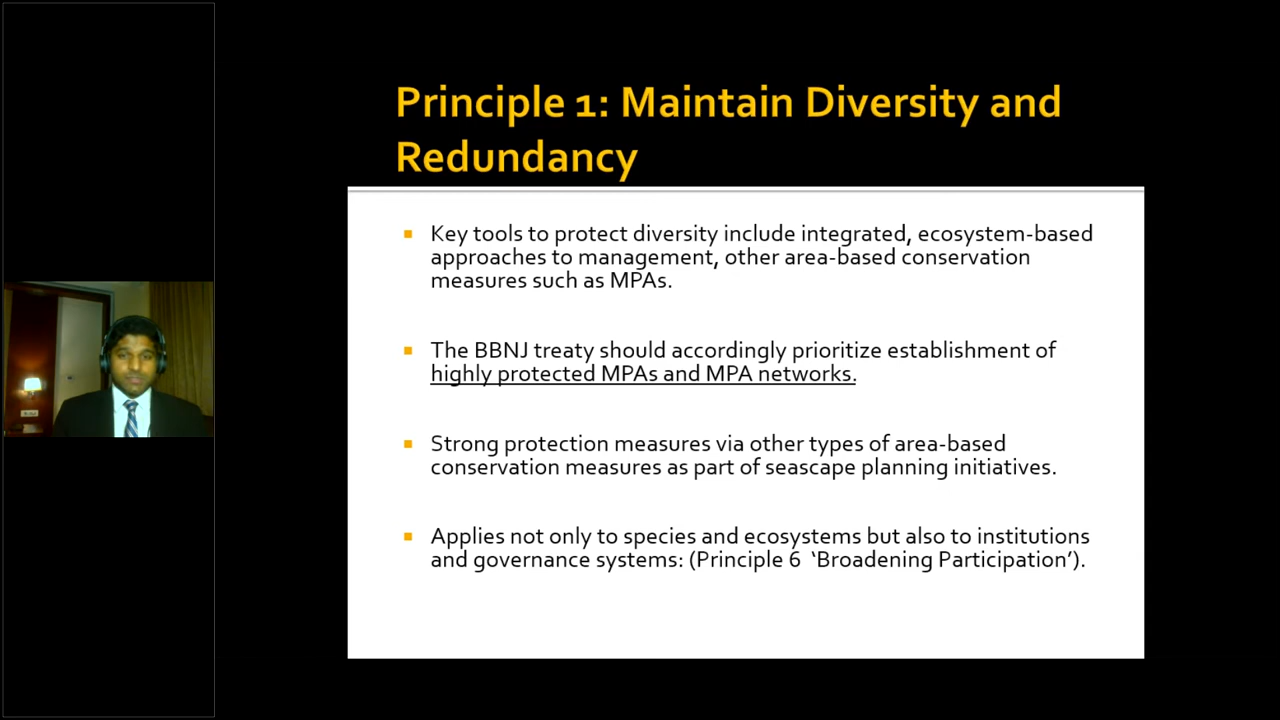 Principle 1: Maintain Diversity and
Redundancy
Key tools to protect diversity include integrated, ecosystem-based
approaches to management, other area-based conservation
measures such as MPAs.
The BBNJ treaty should accordingly prioritize establishment of
highly protected MPAs and MPA networks.
Strong protection measures via other types of area-based
conservation measures as part of seascape planning initiatives.
Applies not only to species and ecosystems but also to institutions
and governance systems: (Principle 6 ‘Broadening Participation’).